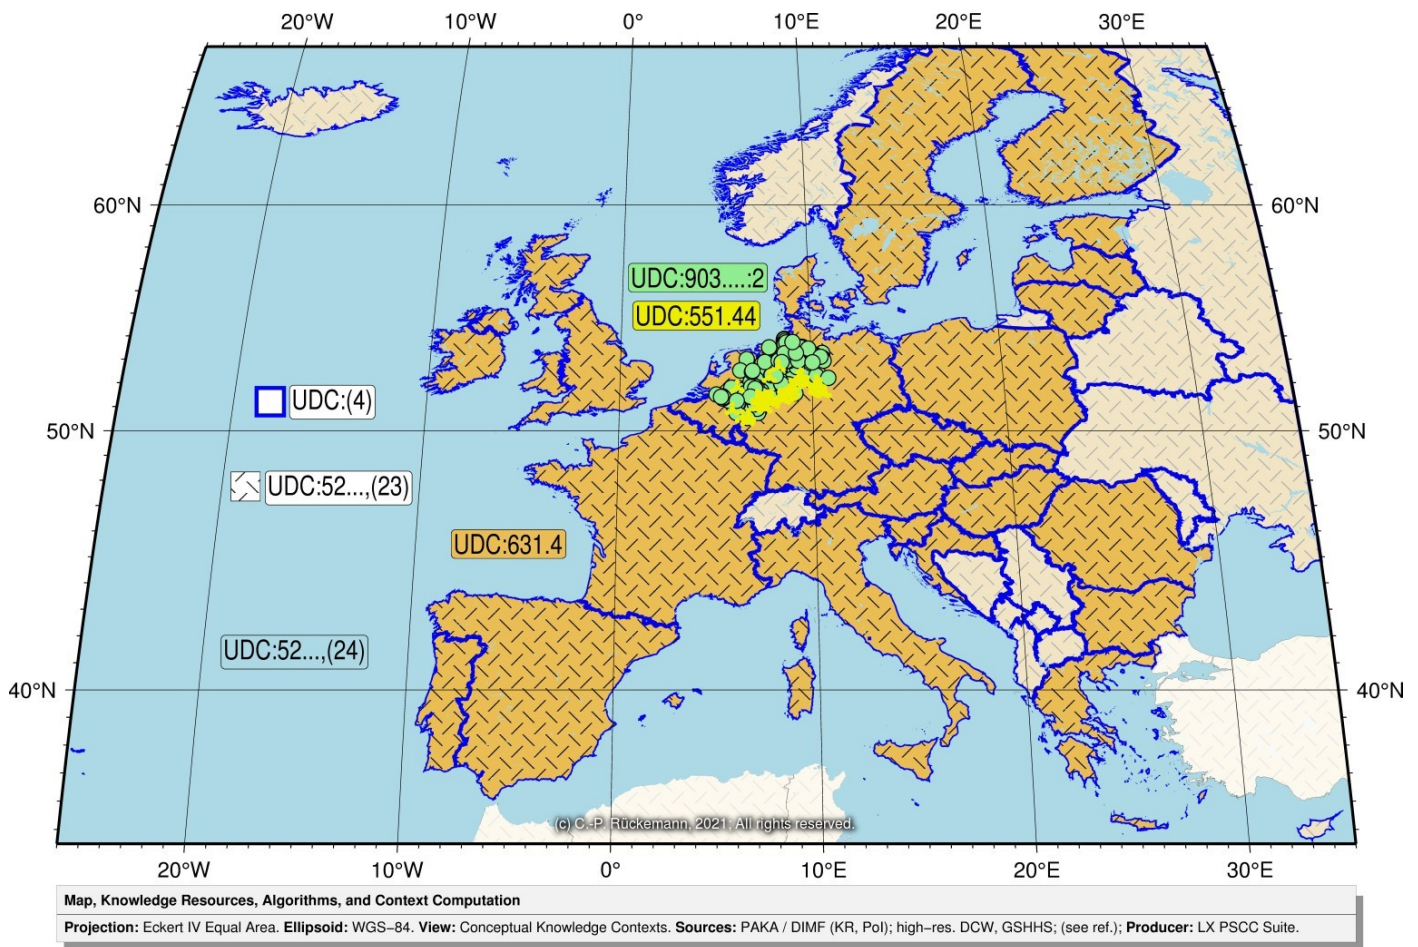 20°W 10°W 0° 10°E 20°E 30°E
60°N 60°N
UDC:903....:2
UDC:551.44
UDC:(4)
50°N 50°N
UDC:52...,(23)
UDC:631.4
UDC:52...,(24)
40°N 40°N
(c) C.-P. Rückemann, 2021; All rights reserved.
20°W 10°W 0° 10°E 20°E 30°E
Map, Knowledge Resources, Algorithms, and Context Computation
Projection: Eckert IV Equal Area. Ellipsoid: WGS−84. View: Conceptual Knowledge Contexts. Sources: PAKA / DIMF (KR, PoI); high−res. DCW, GSHHS; (see ref.); Producer: LX PSCC Suite.